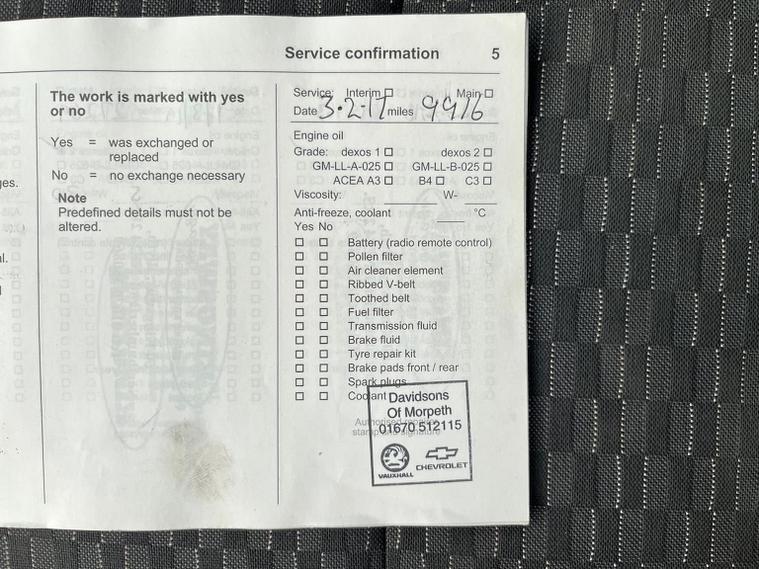 Service confirmation 5
ges.
al.
The work is marked with yes
or no
Yes = was exchanged or
replaced
No = no exchange necessary
Note
Predefined details must not be
altered.
Service: Interim ☐ Main ☐
Date 3·2·17 miles 9916
Engine oil
Grade: dexos 1 ☐ dexos 2 ☐
GM-LL-A-025 ☐ GM-LL-B-025 ☐
ACEA A3 ☐ B4 ☐ C3 ☐
Viscosity: W-
Anti-freeze, coolant °C
Yes No
☐ ☐ Battery (radio remote control)
☐ ☐ Pollen filter
☐ ☐ Air cleaner element
☐ ☐ Ribbed V-belt
☐ ☐ Toothed belt
☐ ☐ Fuel filter
☐ ☐ Transmission fluid
☐ ☐ Brake fluid
☐ ☐ Tyre repair kit
☐ ☐ Brake pads front / rear
☐ ☐ Spark plugs
☐ ☐ Coolant
Davidsons
Of Morpeth
01670 512115
VAUXHALL
CHEVROLET